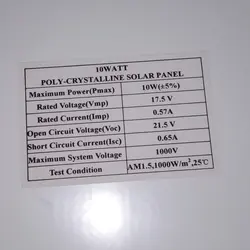 10WATT
POLY-CRYSTALLINE SOLAR PANEL
Maximum Power(Pmax) 10W(±5%)
Rated Voltage(Vmp) 17.5 V
Rated Current(Imp) 0.57A
Open Circuit Voltage(Voc) 21.5 V
Short Circuit Current(Isc) 0.65A
Maximum System Voltage 1000V
Test Condition AM1.5,1000W/m²,25℃